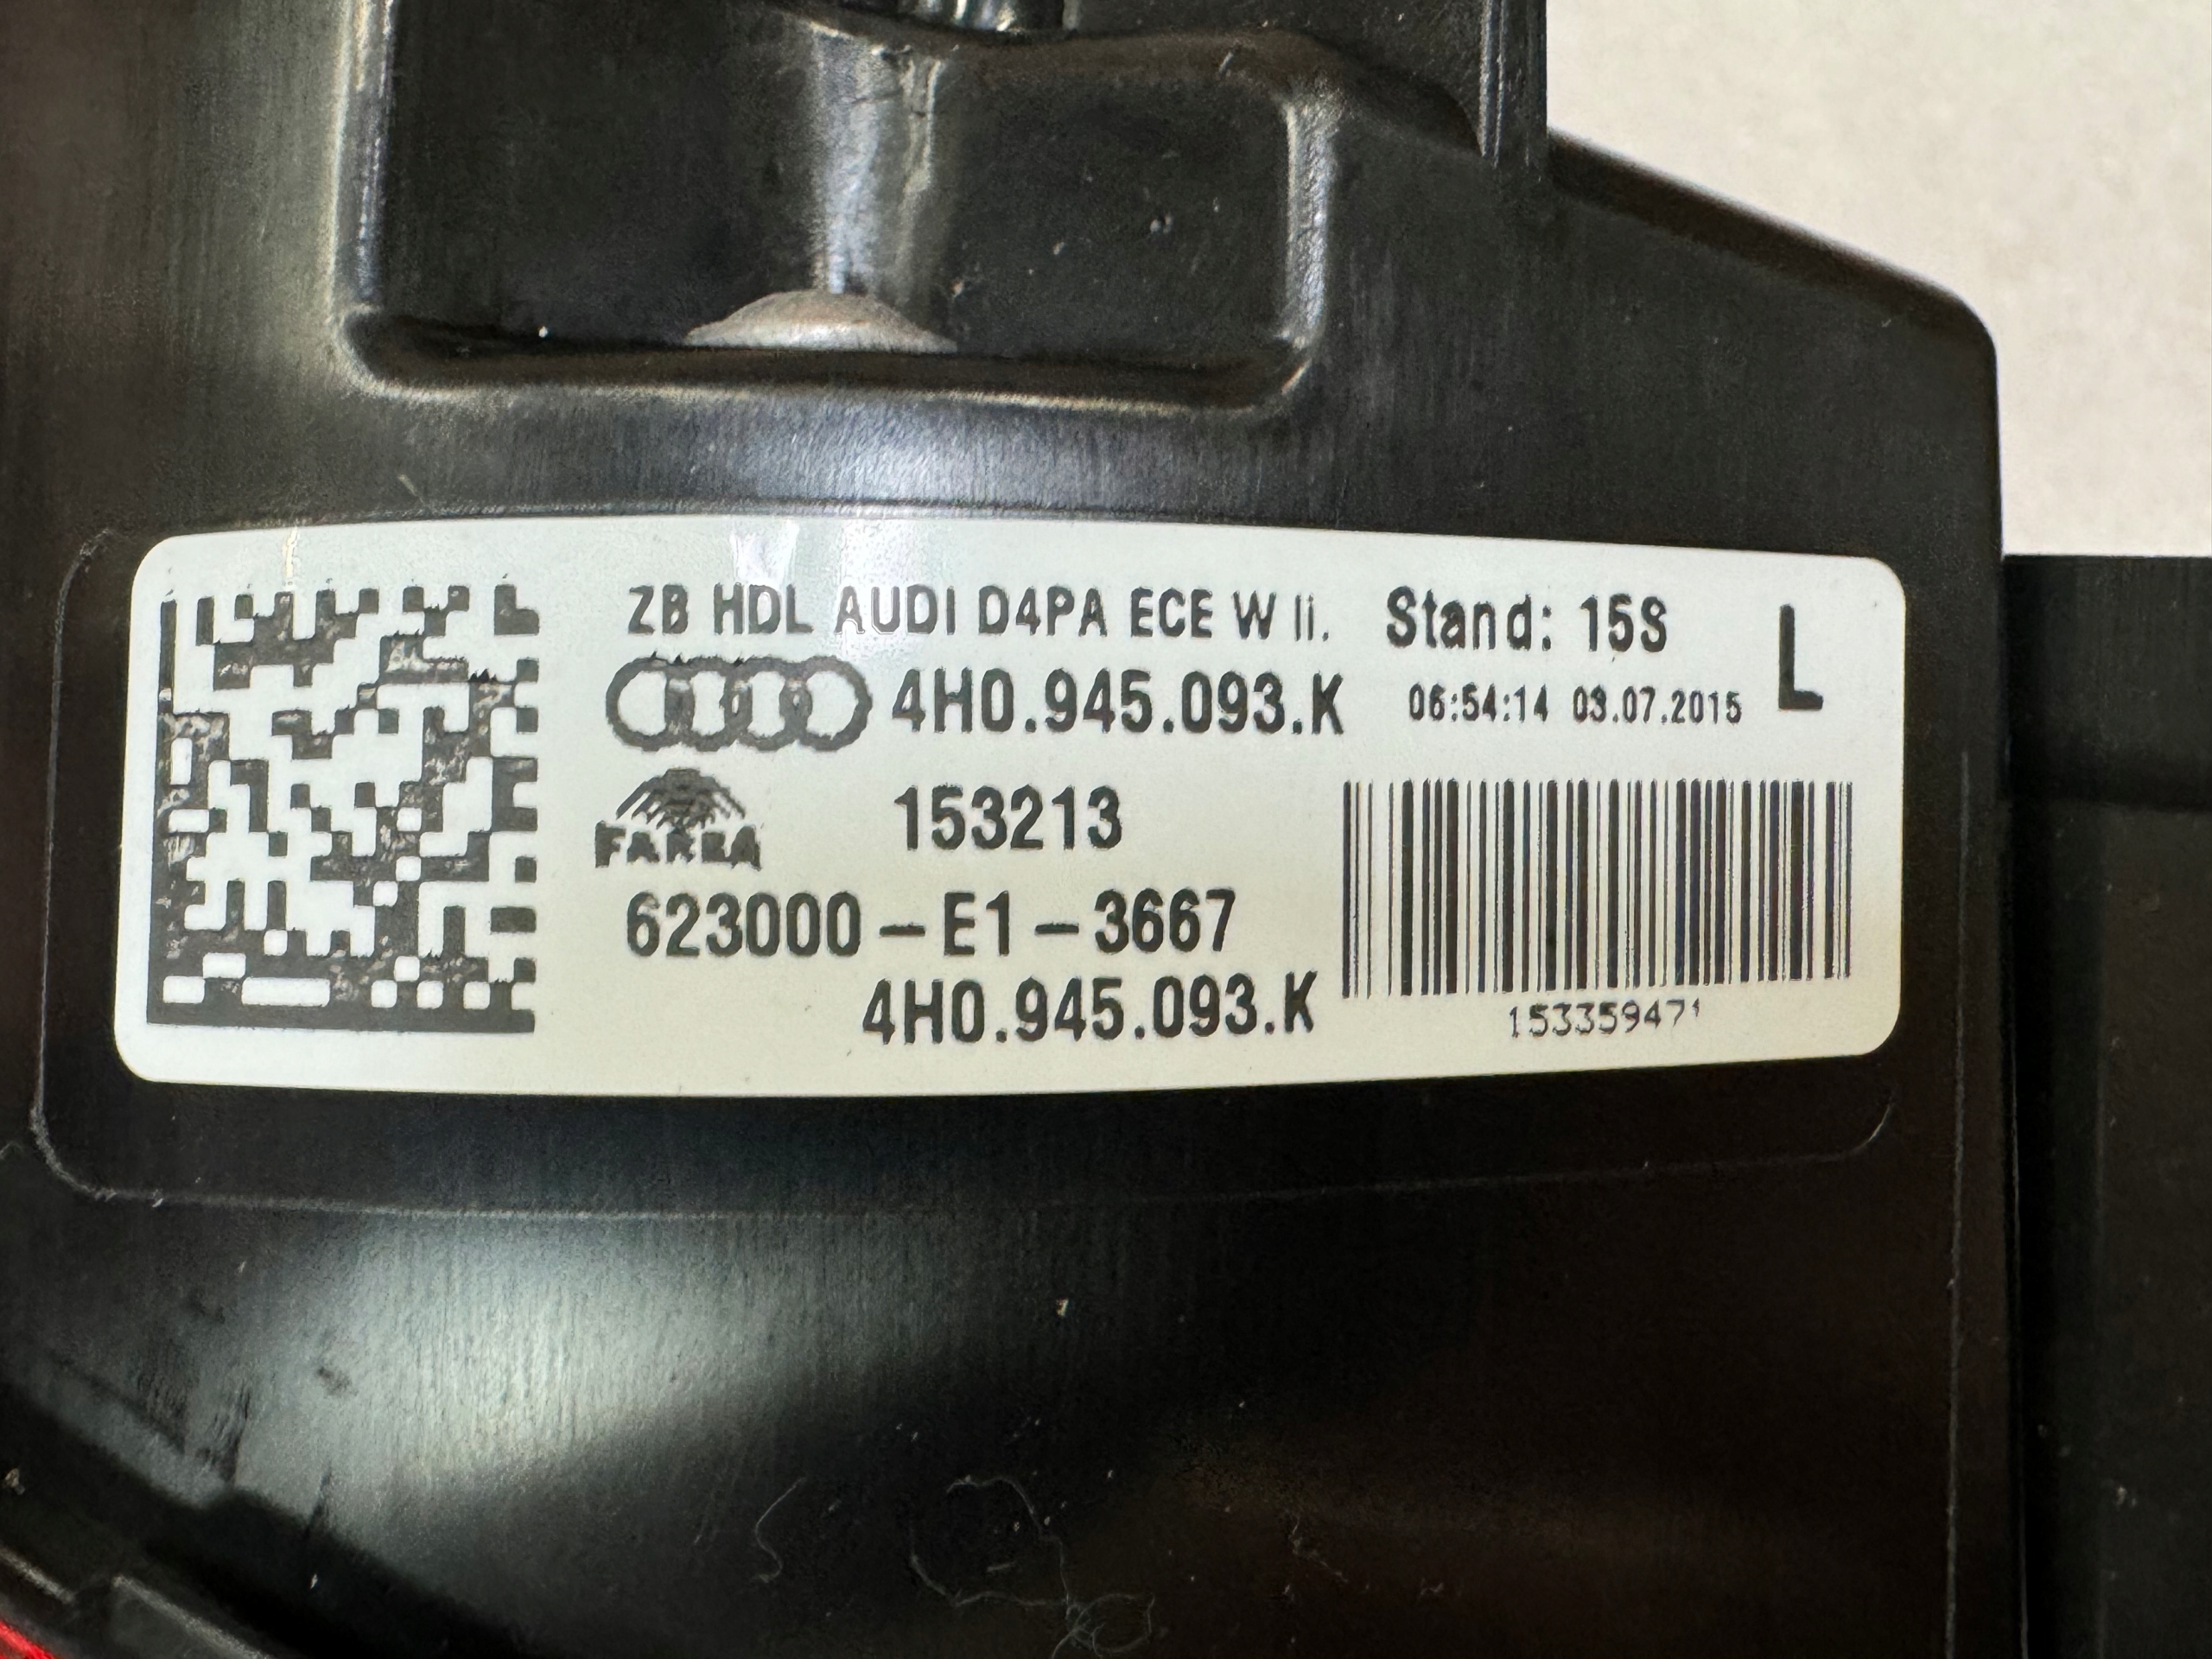 ZB HDL AUDI D4PA ECE W li. Stand: 15S L
4H0.945.093.K 06:54:14 03.07.2015
FAREA 153213
623000-E1-3667
4H0.945.093.K
153359471